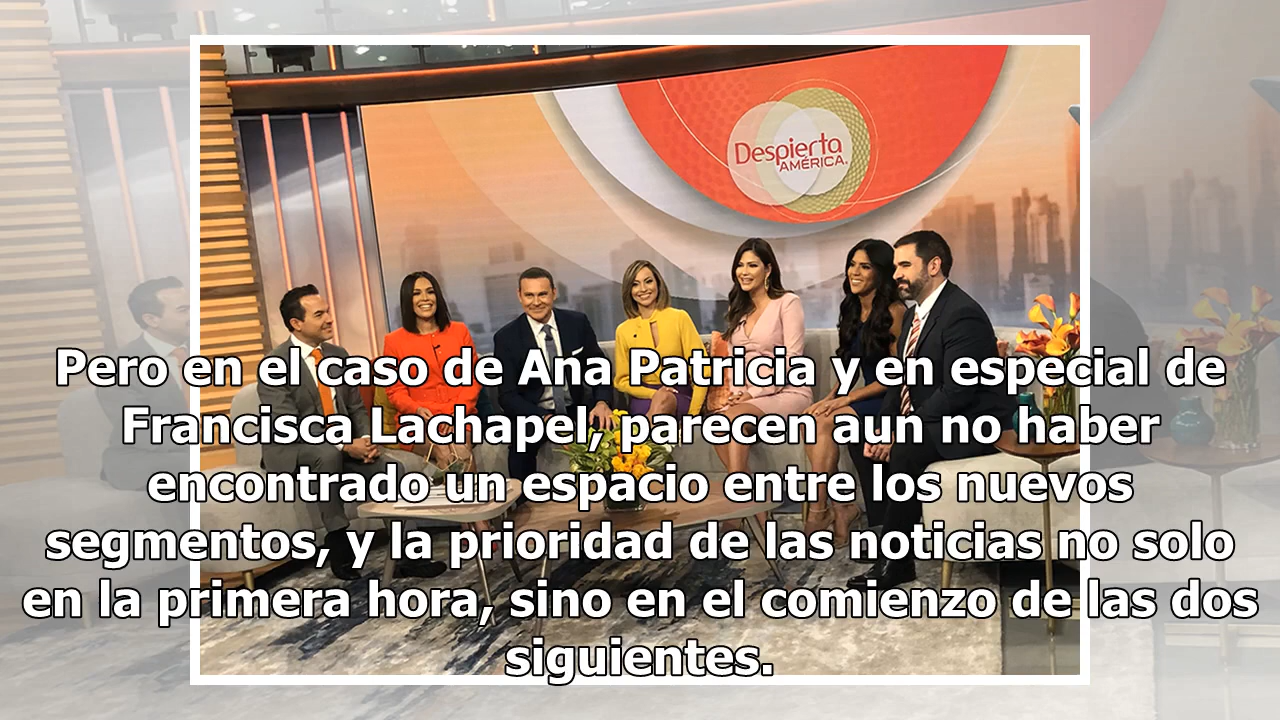 Despierta
AMÉRICA.
Pero en el caso de Ana Patricia y en especial de
Francisca Lachapel, parecen aun no haber
encontrado un espacio entre los nuevos
segmentos, y la prioridad de las noticias no solo
en la primera hora, sino en el comienzo de las dos
siguientes.